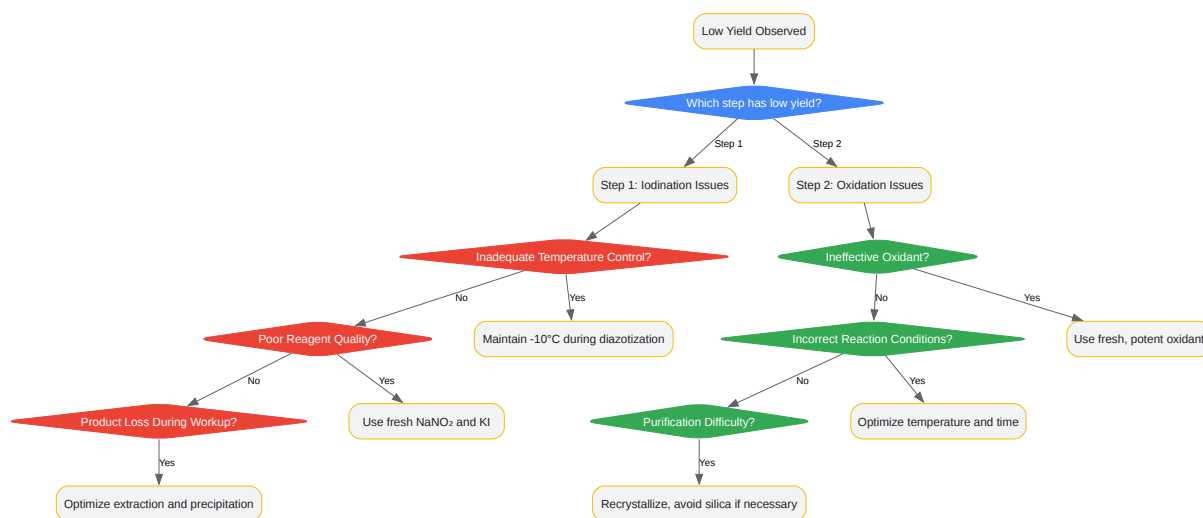 Low Yield Observed
Which step has low yield?
Step 1
Step 2
Step 1: Iodination Issues
Step 2: Oxidation Issues
Inadequate Temperature Control?
Ineffective Oxidant?
No
Yes
No
Yes
Poor Reagent Quality?
Maintain -10°C during diazotization
Incorrect Reaction Conditions?
Use fresh, potent oxidant
No
Yes
No
Yes
Product Loss During Workup?
Use fresh NaNO₂ and KI
Purification Difficulty?
Optimize temperature and time
Yes
Yes
Optimize extraction and precipitation
Recrystallize, avoid silica if necessary